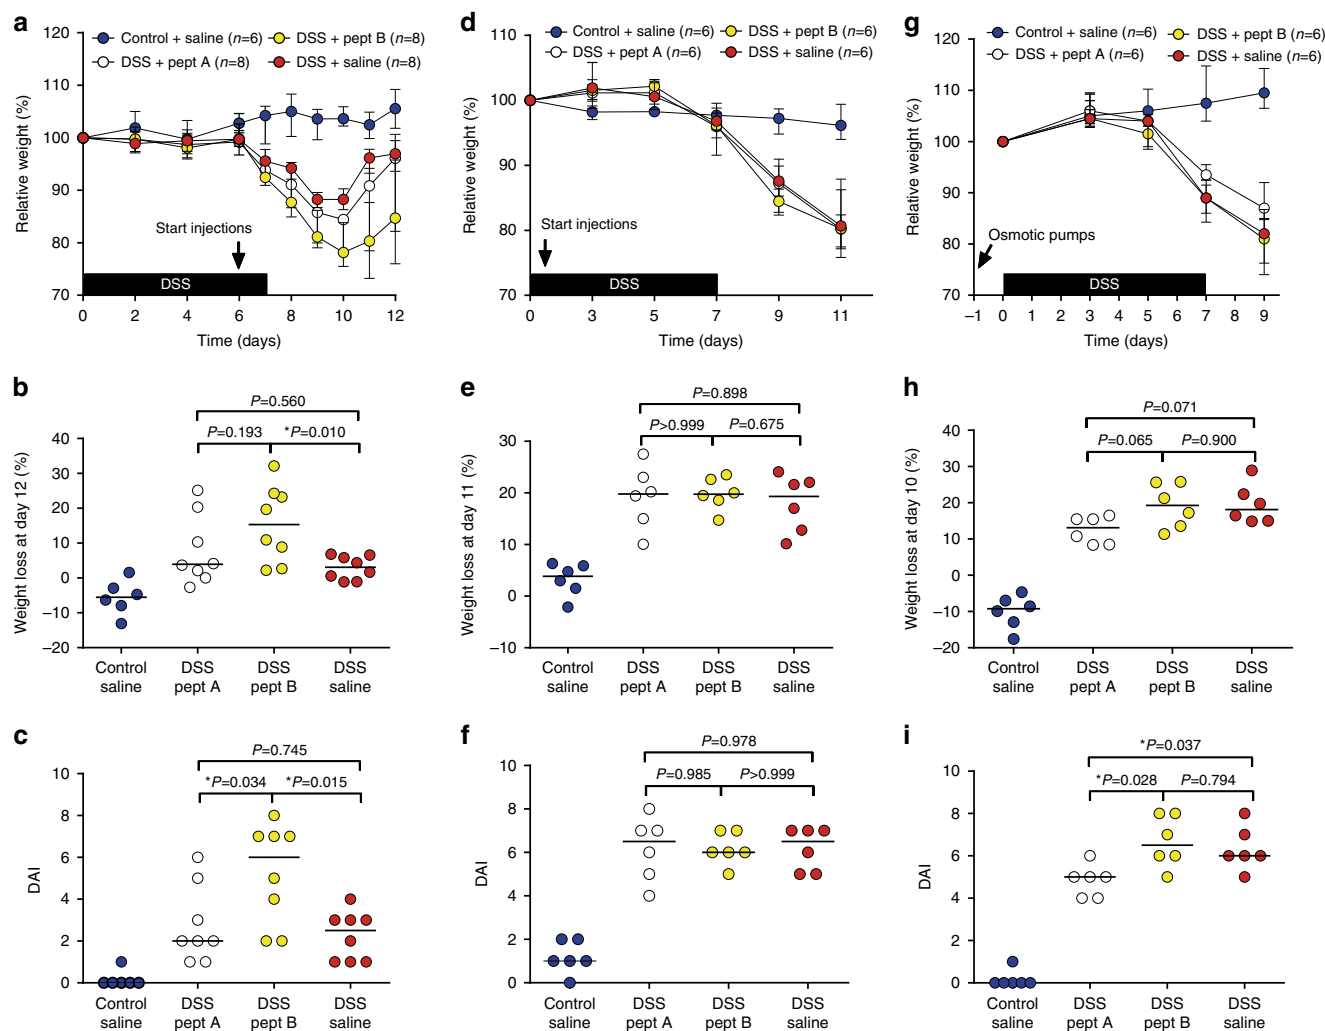 a
120
110
100
90
80
70
Relative weight (%)
Control + saline (n=6)
DSS + pept B (n=8)
DSS + pept A (n=8)
DSS + saline (n=8)
Start injections
DSS
0 2 4 6 8 10 12
Time (days)
d
110
100
90
80
70
Relative weight (%)
Control + saline (n=6)
DSS + pept B (n=6)
DSS + pept A (n=6)
DSS + saline (n=6)
Start injections
DSS
0 3 5 7 9 11
Time (days)
g
120
110
100
90
80
70
Relative weight (%)
Control + saline (n=6)
DSS + pept B (n=6)
DSS + pept A (n=6)
DSS + saline (n=6)
Osmotic pumps
DSS
–1 0 1 2 3 4 5 6 7 8 9
Time (days)
b
P=0.560
P=0.193
*P=0.010
40
30
20
10
0
–10
–20
Weight loss at day 12 (%)
Control saline
DSS pept A
DSS pept B
DSS saline
e
P=0.898
P>0.999
P=0.675
30
20
10
0
–10
Weight loss at day 11 (%)
Control saline
DSS pept A
DSS pept B
DSS saline
h
P=0.071
P=0.065
P=0.900
40
30
20
10
0
–10
–20
Weight loss at day 10 (%)
Control saline
DSS pept A
DSS pept B
DSS saline
c
P=0.745
*P=0.034
*P=0.015
10
8
6
4
2
0
DAI
Control saline
DSS pept A
DSS pept B
DSS saline
f
P=0.978
P=0.985
P>0.999
10
8
6
4
2
0
DAI
Control saline
DSS pept A
DSS pept B
DSS saline
i
*P=0.037
*P=0.028
P=0.794
10
8
6
4
2
0
DAI
Control saline
DSS pept A
DSS pept B
DSS saline